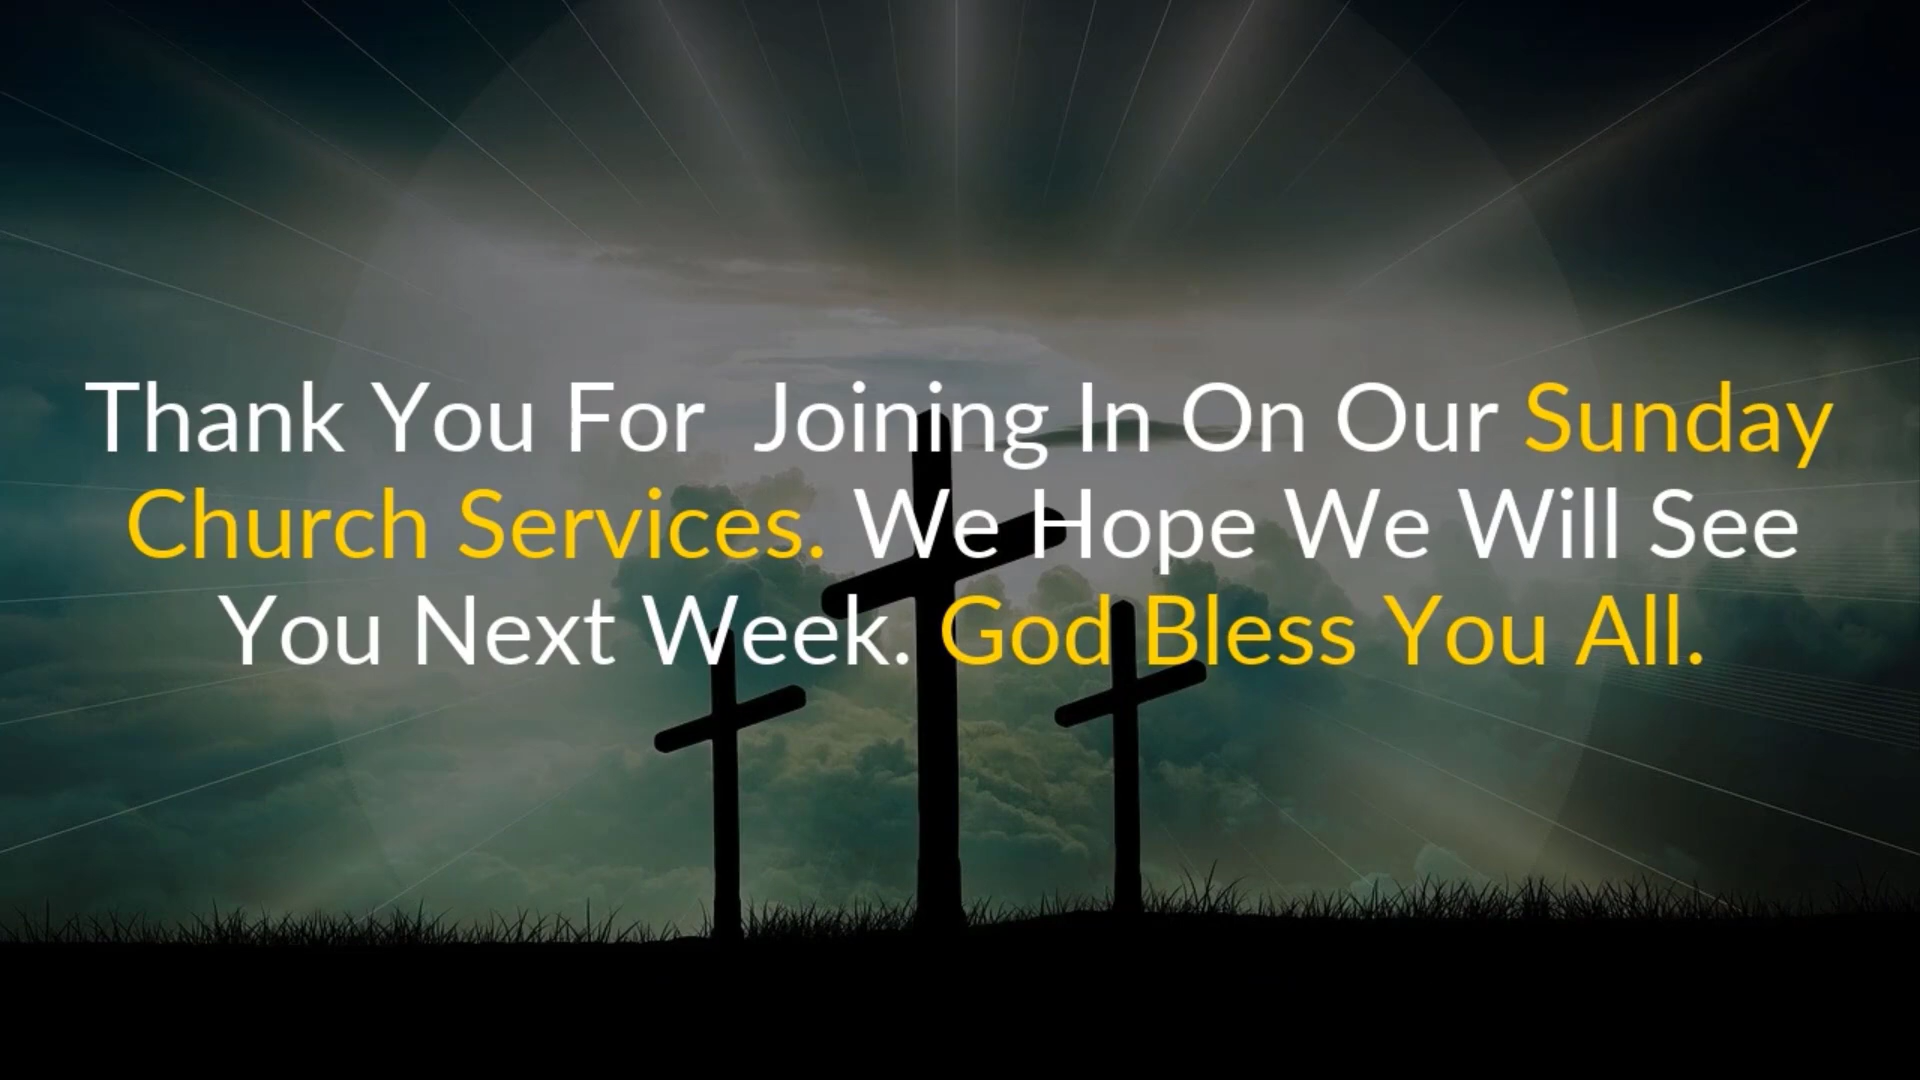 Thank You For  Joining In On Our Sunday
Church Services. We Hope We Will See
You Next Week. God Bless You All.